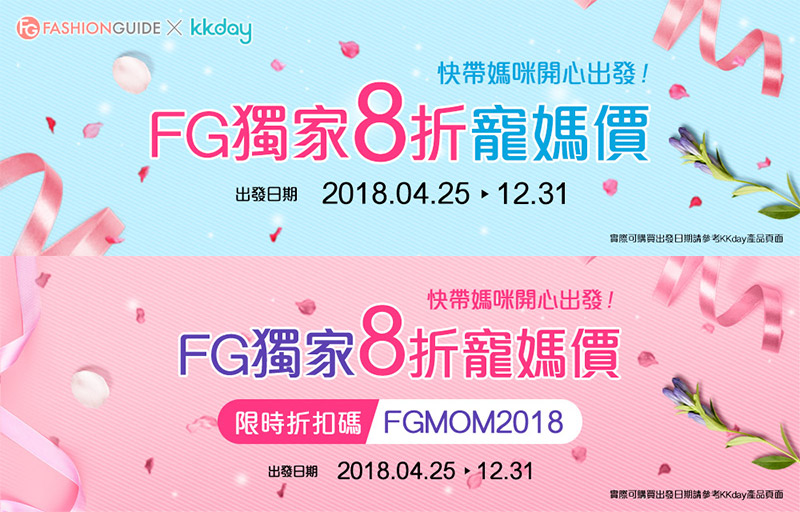 FG FASHIONGUIDE X kkday
快帶媽咪開心出發！
FG獨家8折寵媽價
出發日期 2018.04.25 ▶ 12.31
實際可購買出發日期請參考KKday產品頁面
快帶媽咪開心出發！
FG獨家8折寵媽價
限時折扣碼 FGMOM2018
出發日期 2018.04.25 ▶ 12.31
實際可購買出發日期請參考KKday產品頁面